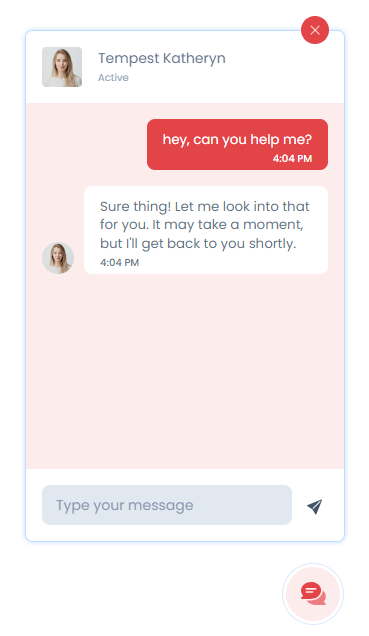 Tempest Katheryn
Active
hey, can you help me?
4:04 PM
Sure thing! Let me look into that
for you. It may take a moment,
but I'll get back to you shortly.
4:04 PM
Type your message